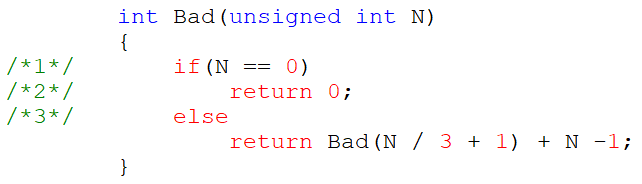 int Bad(unsigned int N)
{
/*1*/ if(N == 0)
/*2*/ return 0;
/*3*/ else
return Bad(N / 3 + 1) + N -1;
}